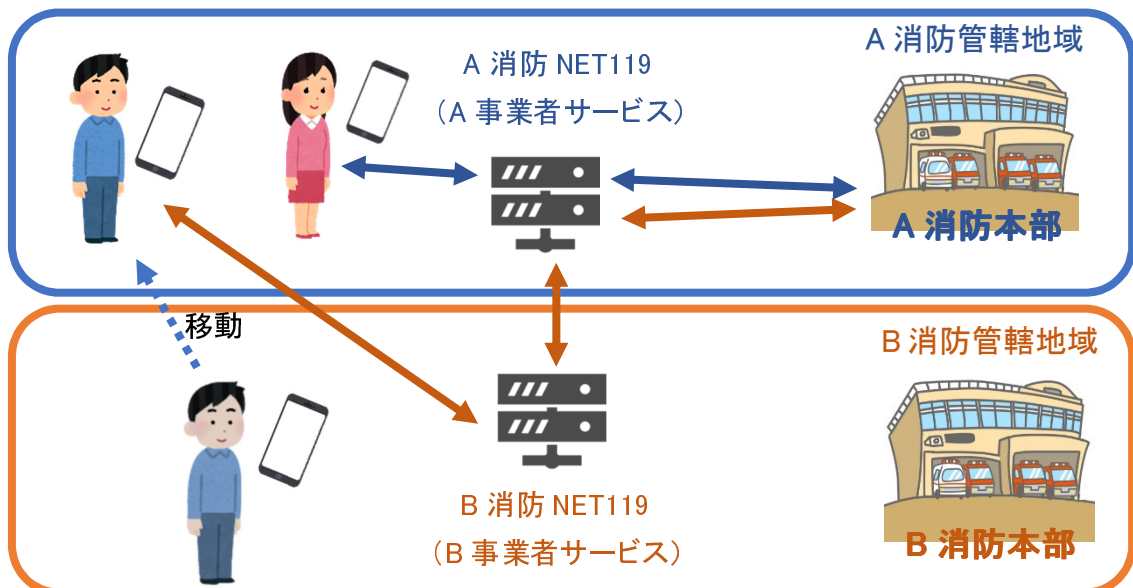 A 消防管轄地域
A 消防 NET119
（A 事業者サービス）
A 消防本部
移動
B 消防管轄地域
B 消防 NET119
（B 事業者サービス）
B 消防本部